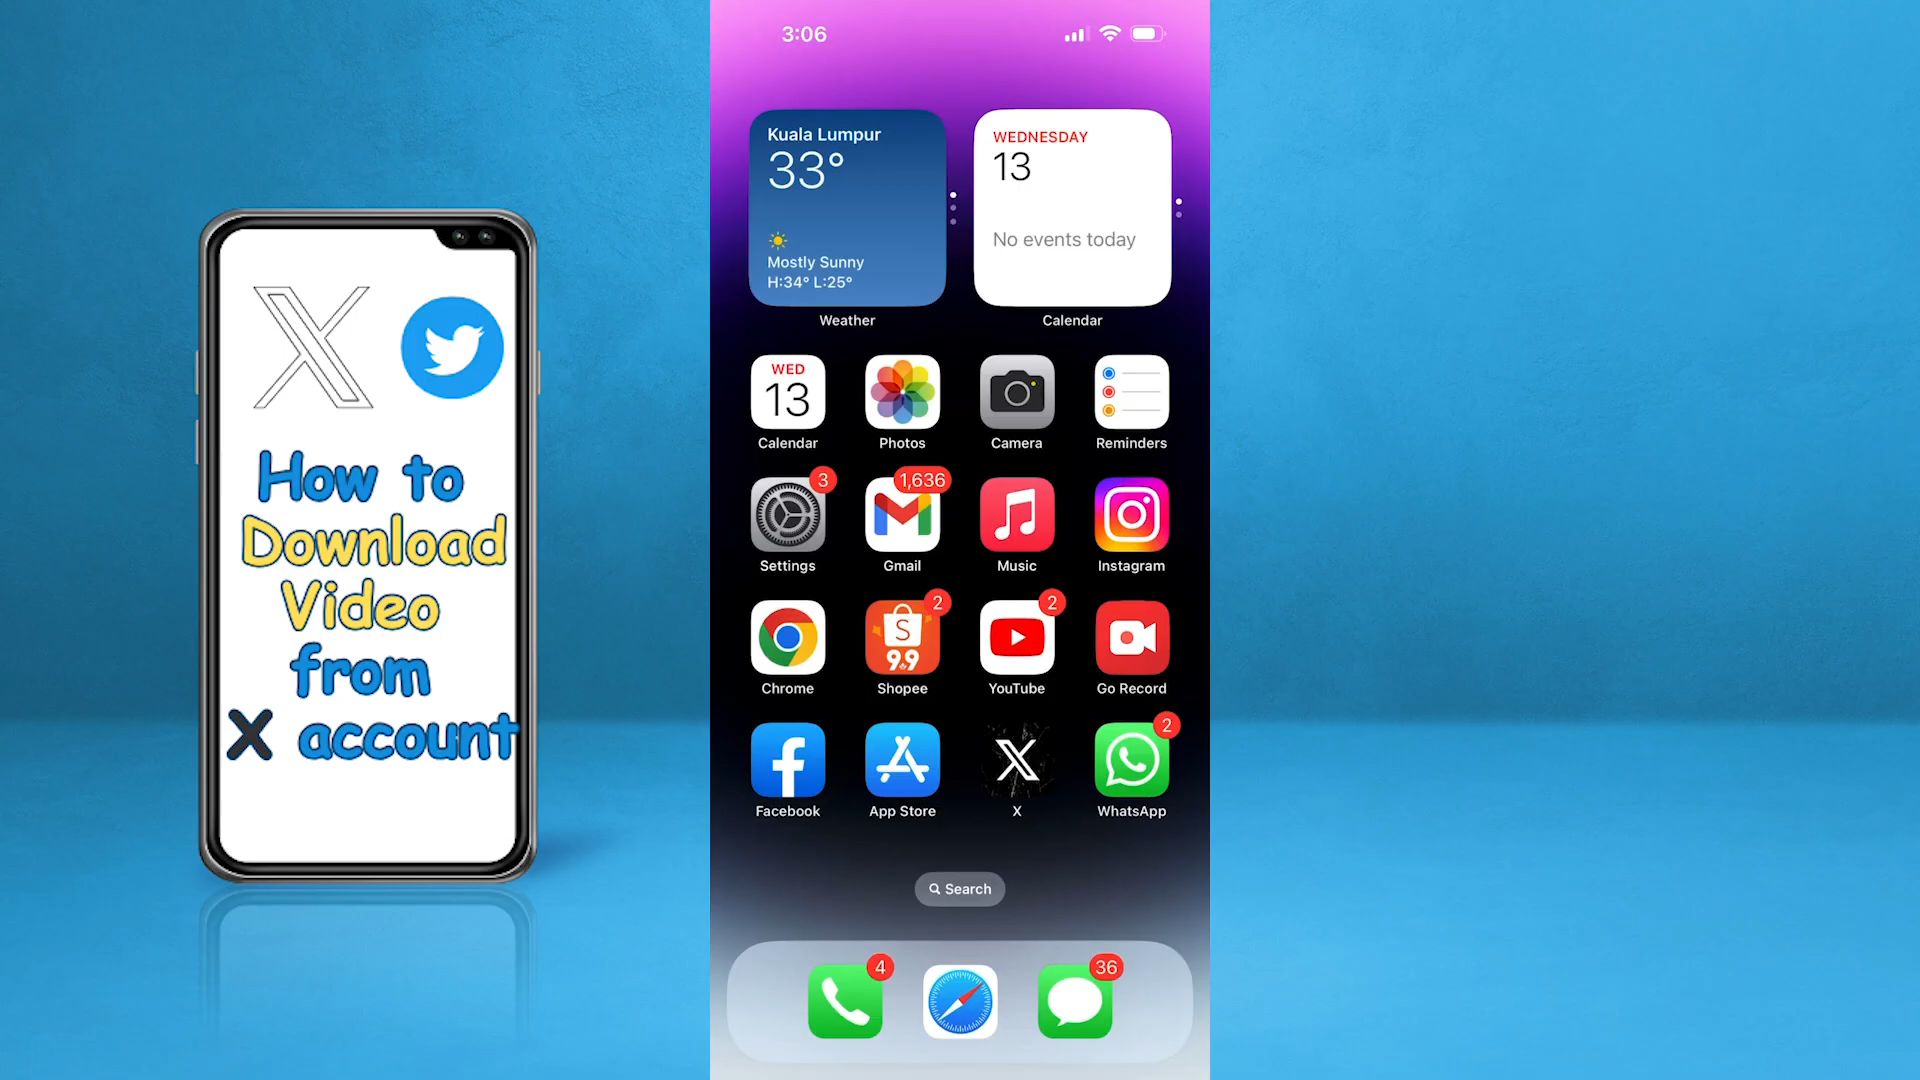 How to
Download
Video
from
X account
3:06
Kuala Lumpur
33°
Mostly Sunny
H:34° L:25°
Weather
WEDNESDAY
13
No events today
Calendar
WED
13
Calendar
Photos
Camera
Reminders
3
Settings
1,636
Gmail
Music
Instagram
Chrome
2
S
9.9
Shopee
2
YouTube
Go Record
Facebook
App Store
X
2
WhatsApp
Search
4
36